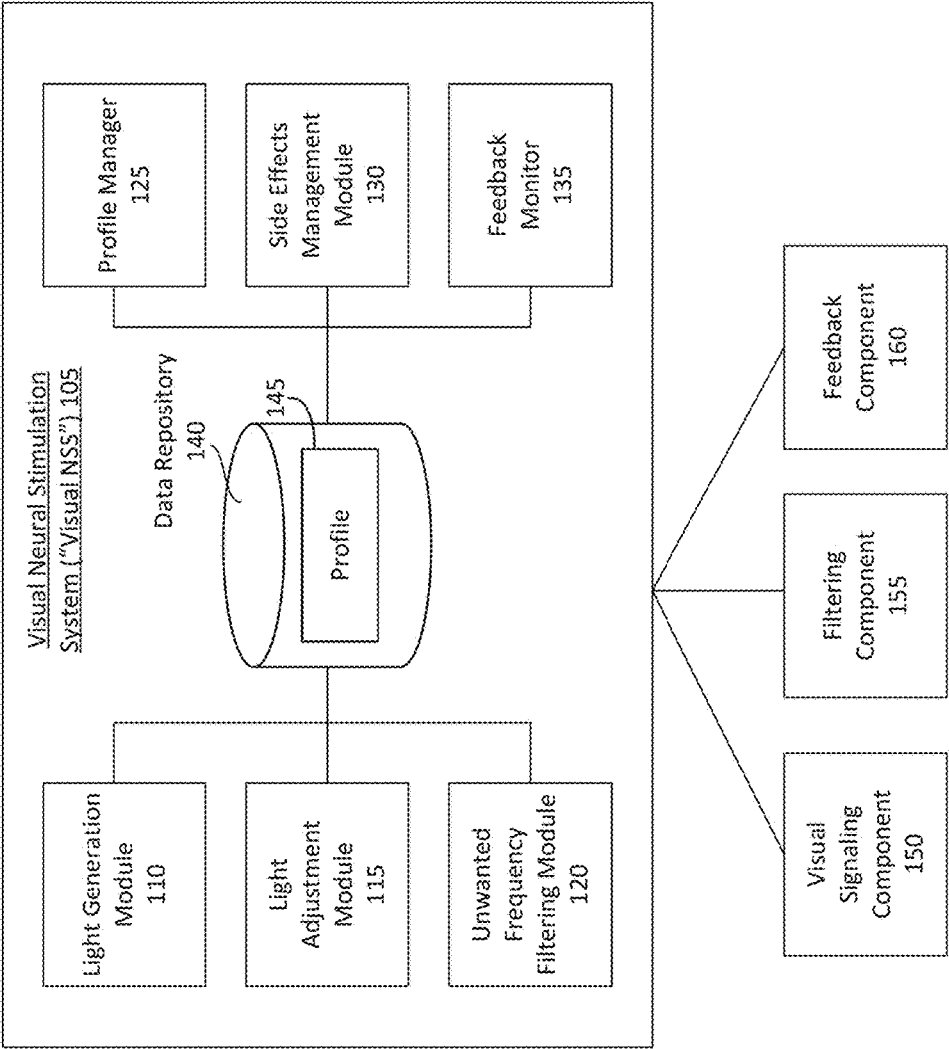 Visual Neural Stimulation
System (“Visual NSS”) 105
Light Generation
Module
110
Light
Adjustment
Module
115
Unwanted
Frequency
Filtering Module
120
Data Repository
140
145
Profile
Profile Manager
125
Side Effects
Management
Module
130
Feedback
Monitor
135
Visual
Signaling
Component
150
Filtering
Component
155
Feedback
Component
160